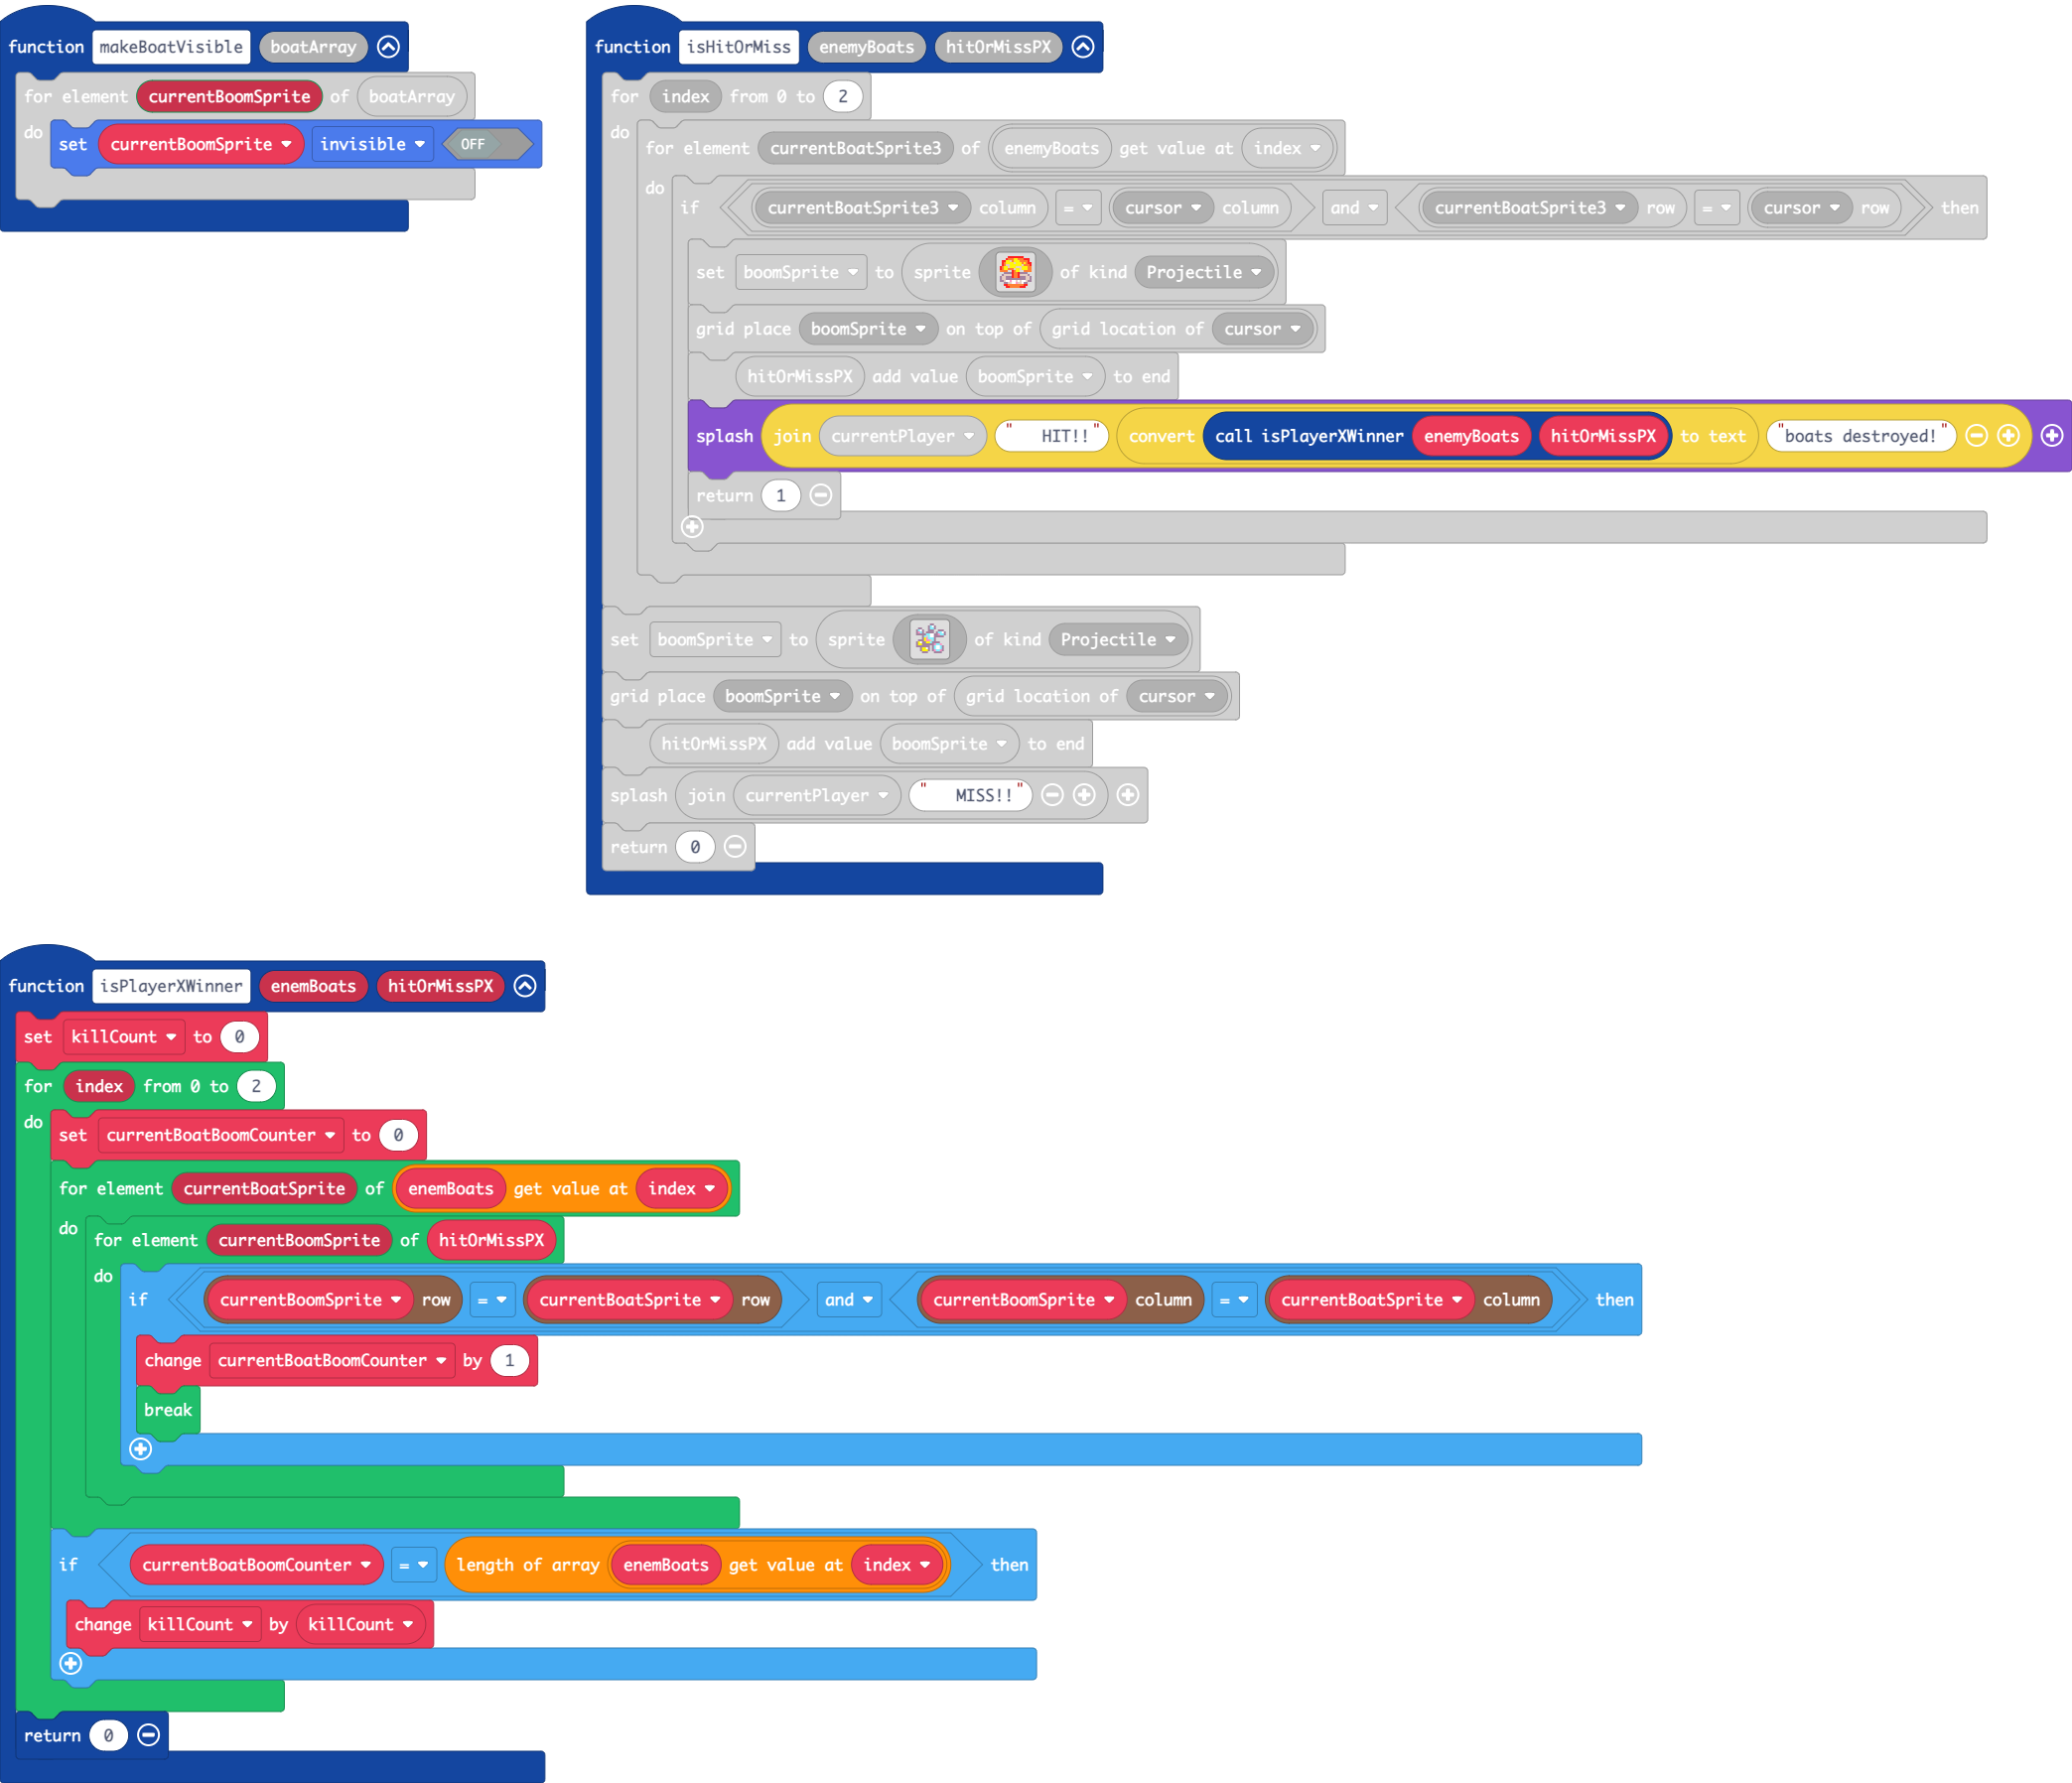 function makeBoatVisible boatArray
for element currentBoomSprite of boatArray
do
set currentBoomSprite invisible OFF
function isHitOrMiss enemyBoats hitOrMissPX
for index from 0 to 2
do
for element currentBoatSprite3 of enemyBoats get value at index
do
if currentBoatSprite3 column = cursor column and currentBoatSprite3 row = cursor row then
set boomSprite to sprite of kind Projectile
grid place boomSprite on top of grid location of cursor
hitOrMissPX add value boomSprite to end
splash join currentPlayer " HIT!!" convert call isPlayerXWinner enemyBoats hitOrMissPX to text "boats destroyed!"
return 1
set boomSprite to sprite of kind Projectile
grid place boomSprite on top of grid location of cursor
hitOrMissPX add value boomSprite to end
splash join currentPlayer " MISS!!"
return 0
function isPlayerXWinner enemBoats hitOrMissPX
set killCount to 0
for index from 0 to 2
do
set currentBoatBoomCounter to 0
for element currentBoatSprite of enemBoats get value at index
do
for element currentBoomSprite of hitOrMissPX
do
if currentBoomSprite row = currentBoatSprite row and currentBoomSprite column = currentBoatSprite column then
change currentBoatBoomCounter by 1
break
if currentBoatBoomCounter = length of array enemBoats get value at index then
change killCount by killCount
return 0